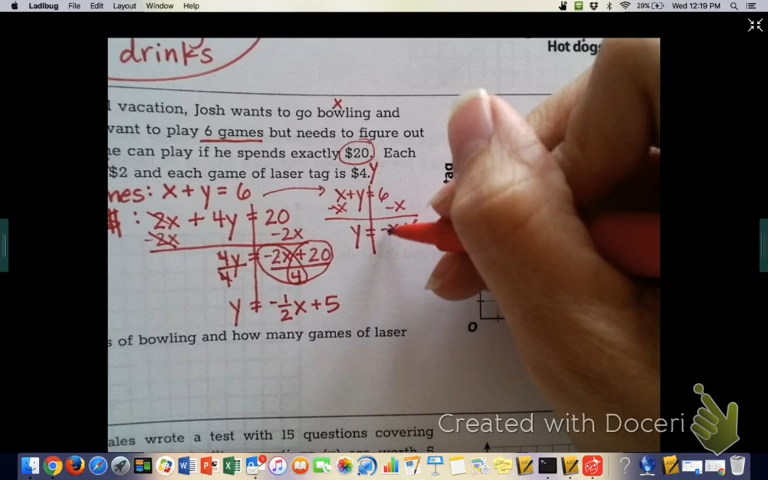 Ladibug File Edit Layout Window Help 29% Wed 12:19 PM
drinks
Hot dogs
l vacation, Josh wants to go bowling and
x
want to play 6 games but needs to figure out
e can play if he spends exactly $20. Each
$2 and each game of laser tag is $4.
y
tag
mes: x + y = 6
$ : 2x + 4y = 20
-2x -2x
4y = -2x + 20
4 4
y = -1/2x + 5
x + y = 6
-x -x
y = -x
O
s of bowling and how many games of laser
ales wrote a test with 15 questions covering
Created with Doceri